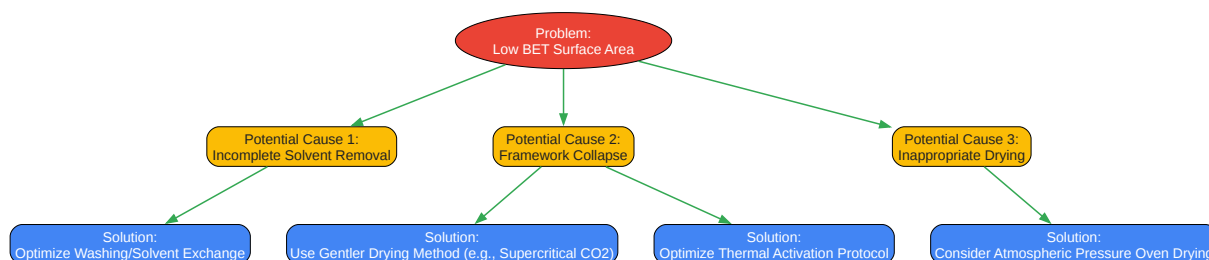 Problem:
Low BET Surface Area
Potential Cause 1:
Incomplete Solvent Removal
Potential Cause 2:
Framework Collapse
Potential Cause 3:
Inappropriate Drying
Solution:
Optimize Washing/Solvent Exchange
Solution:
Use Gentler Drying Method (e.g., Supercritical CO2)
Solution:
Optimize Thermal Activation Protocol
Solution:
Consider Atmospheric Pressure Oven Drying